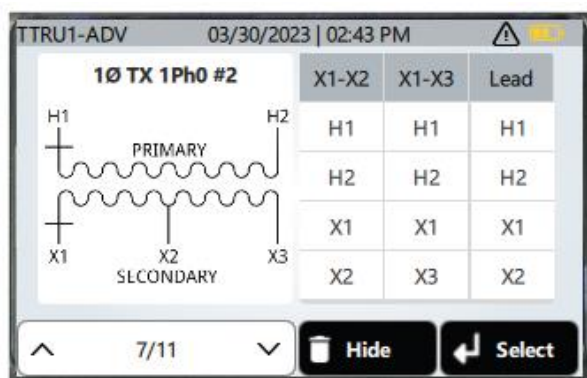 TTRU1-ADV 03/30/2023 | 02:43 PM
1Ø TX 1Ph0 #2
H1 H2
PRIMARY
X1 X2 X3
SECONDARY
X1-X2 X1-X3 Lead
H1 H1 H1
H2 H2 H2
X1 X1 X1
X2 X3 X2
7/11 Hide Select